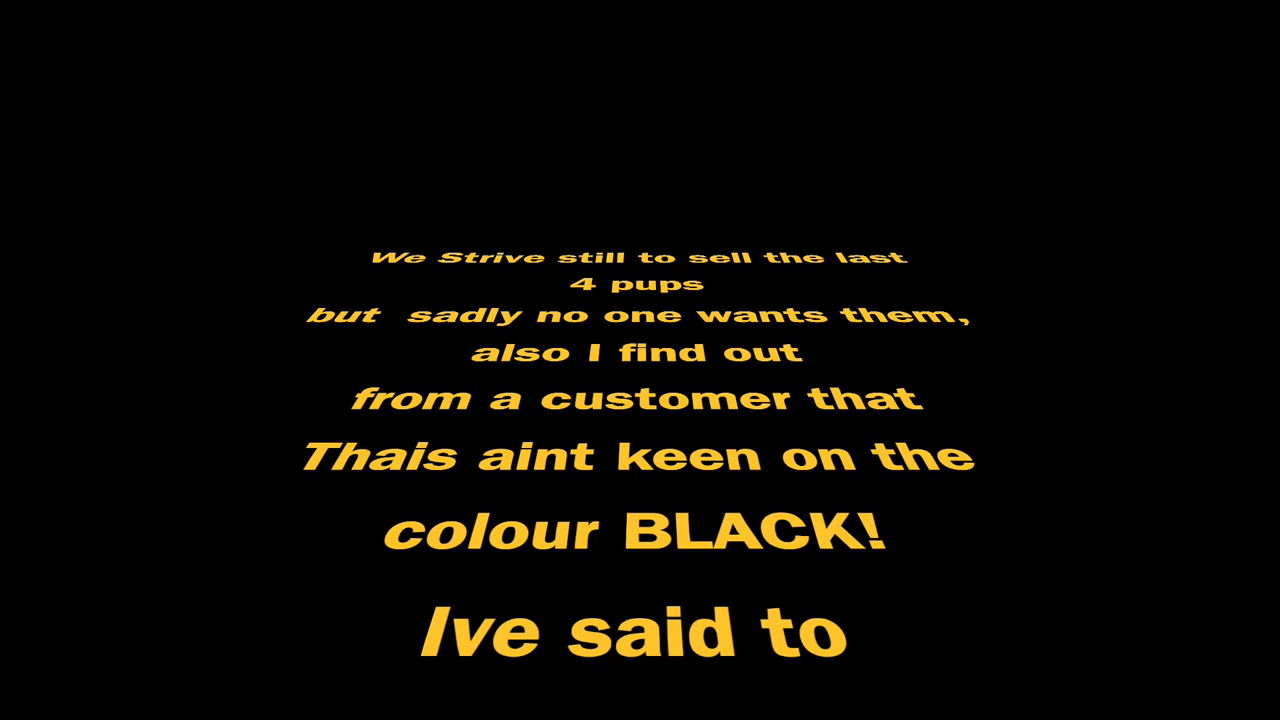 We Strive still to sell the last
4 pups
but sadly no one wants them,
also I find out
from a customer that
Thais aint keen on the
colour BLACK!
Ive said to